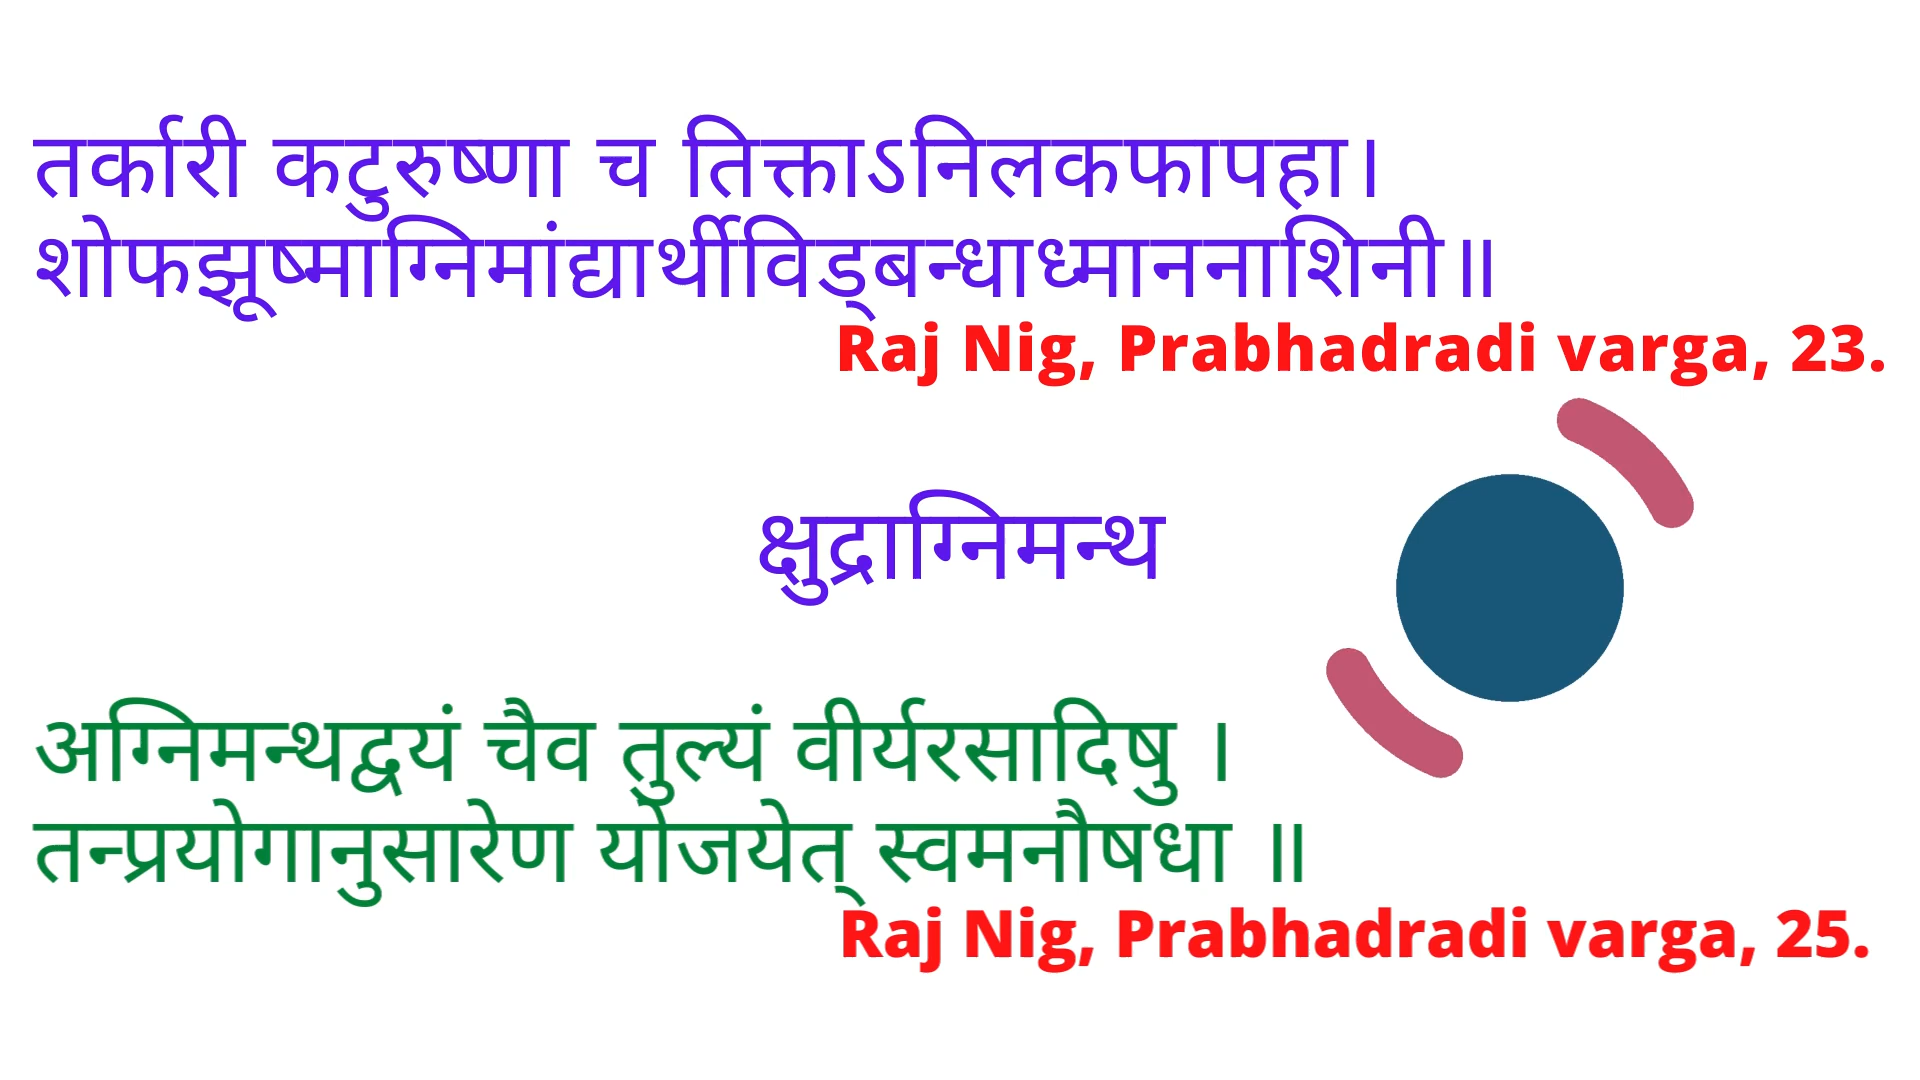 तर्कारी कटुरुष्णा च तिक्ताऽनिलकफापहा।
शोफझूष्माग्निमांद्यार्थीविड्बन्धाध्माननाशिनी॥
Raj Nig, Prabhadradi varga, 23.
क्षुद्राग्निमन्थ
अग्निमन्थद्वयं चैव तुल्यं वीर्यरसादिषु ।
तन्प्रयोगानुसारेण योजयेत् स्वमनौषधा ॥
Raj Nig, Prabhadradi varga, 25.